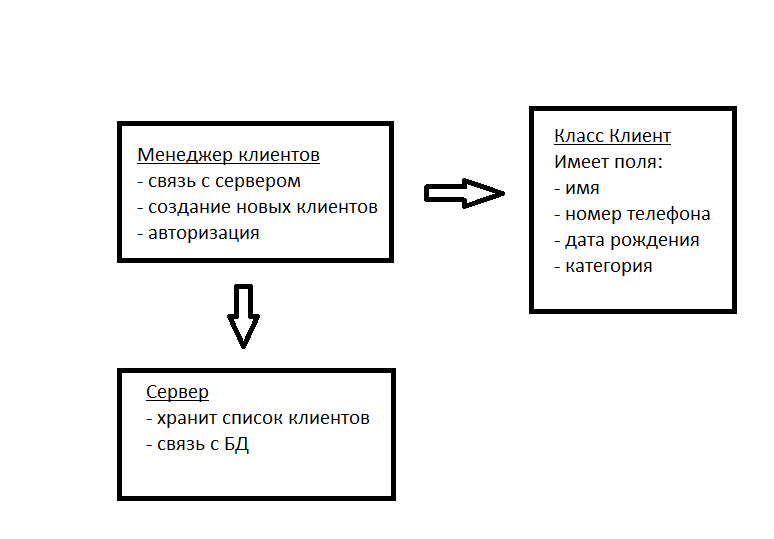 Менеджер клиентов
- связь с сервером
- создание новых клиентов
- авторизация
Класс Клиент
Имеет поля:
- имя
- номер телефона
- дата рождения
- категория
Сервер
- хранит список клиентов
- связь с БД